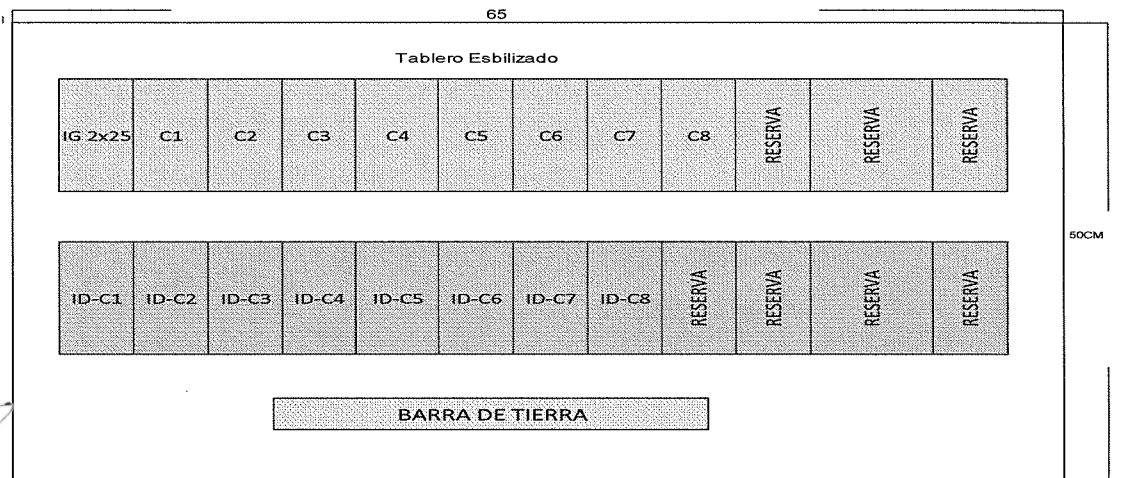 65
Tablero Esbilizado
IG 2x25 C1 C2 C3 C4 C5 C6 C7 C8 RESERVA RESERVA RESERVA
50CM
ID-C1 ID-C2 ID-C3 ID-C4 ID-C5 ID-C6 ID-C7 ID-C8 RESERVA RESERVA RESERVA RESERVA
BARRA DE TIERRA